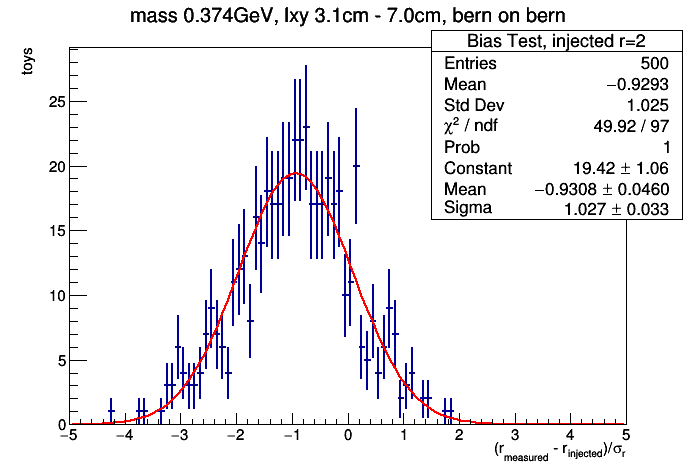 mass 0.374GeV, lxy 3.1cm - 7.0cm, bern on bern
Bias Test, injected r=2
Entries 500
Mean −0.9293
Std Dev 1.025
χ² / ndf 49.92 / 97
Prob 1
Constant 19.42 ± 1.06
Mean −0.9308 ± 0.0460
Sigma 1.027 ± 0.033
toys
25
20
15
10
5
0
−5 −4 −3 −2 −1 0 1 2 3 4 5
(r_measured - r_injected)/σ_r